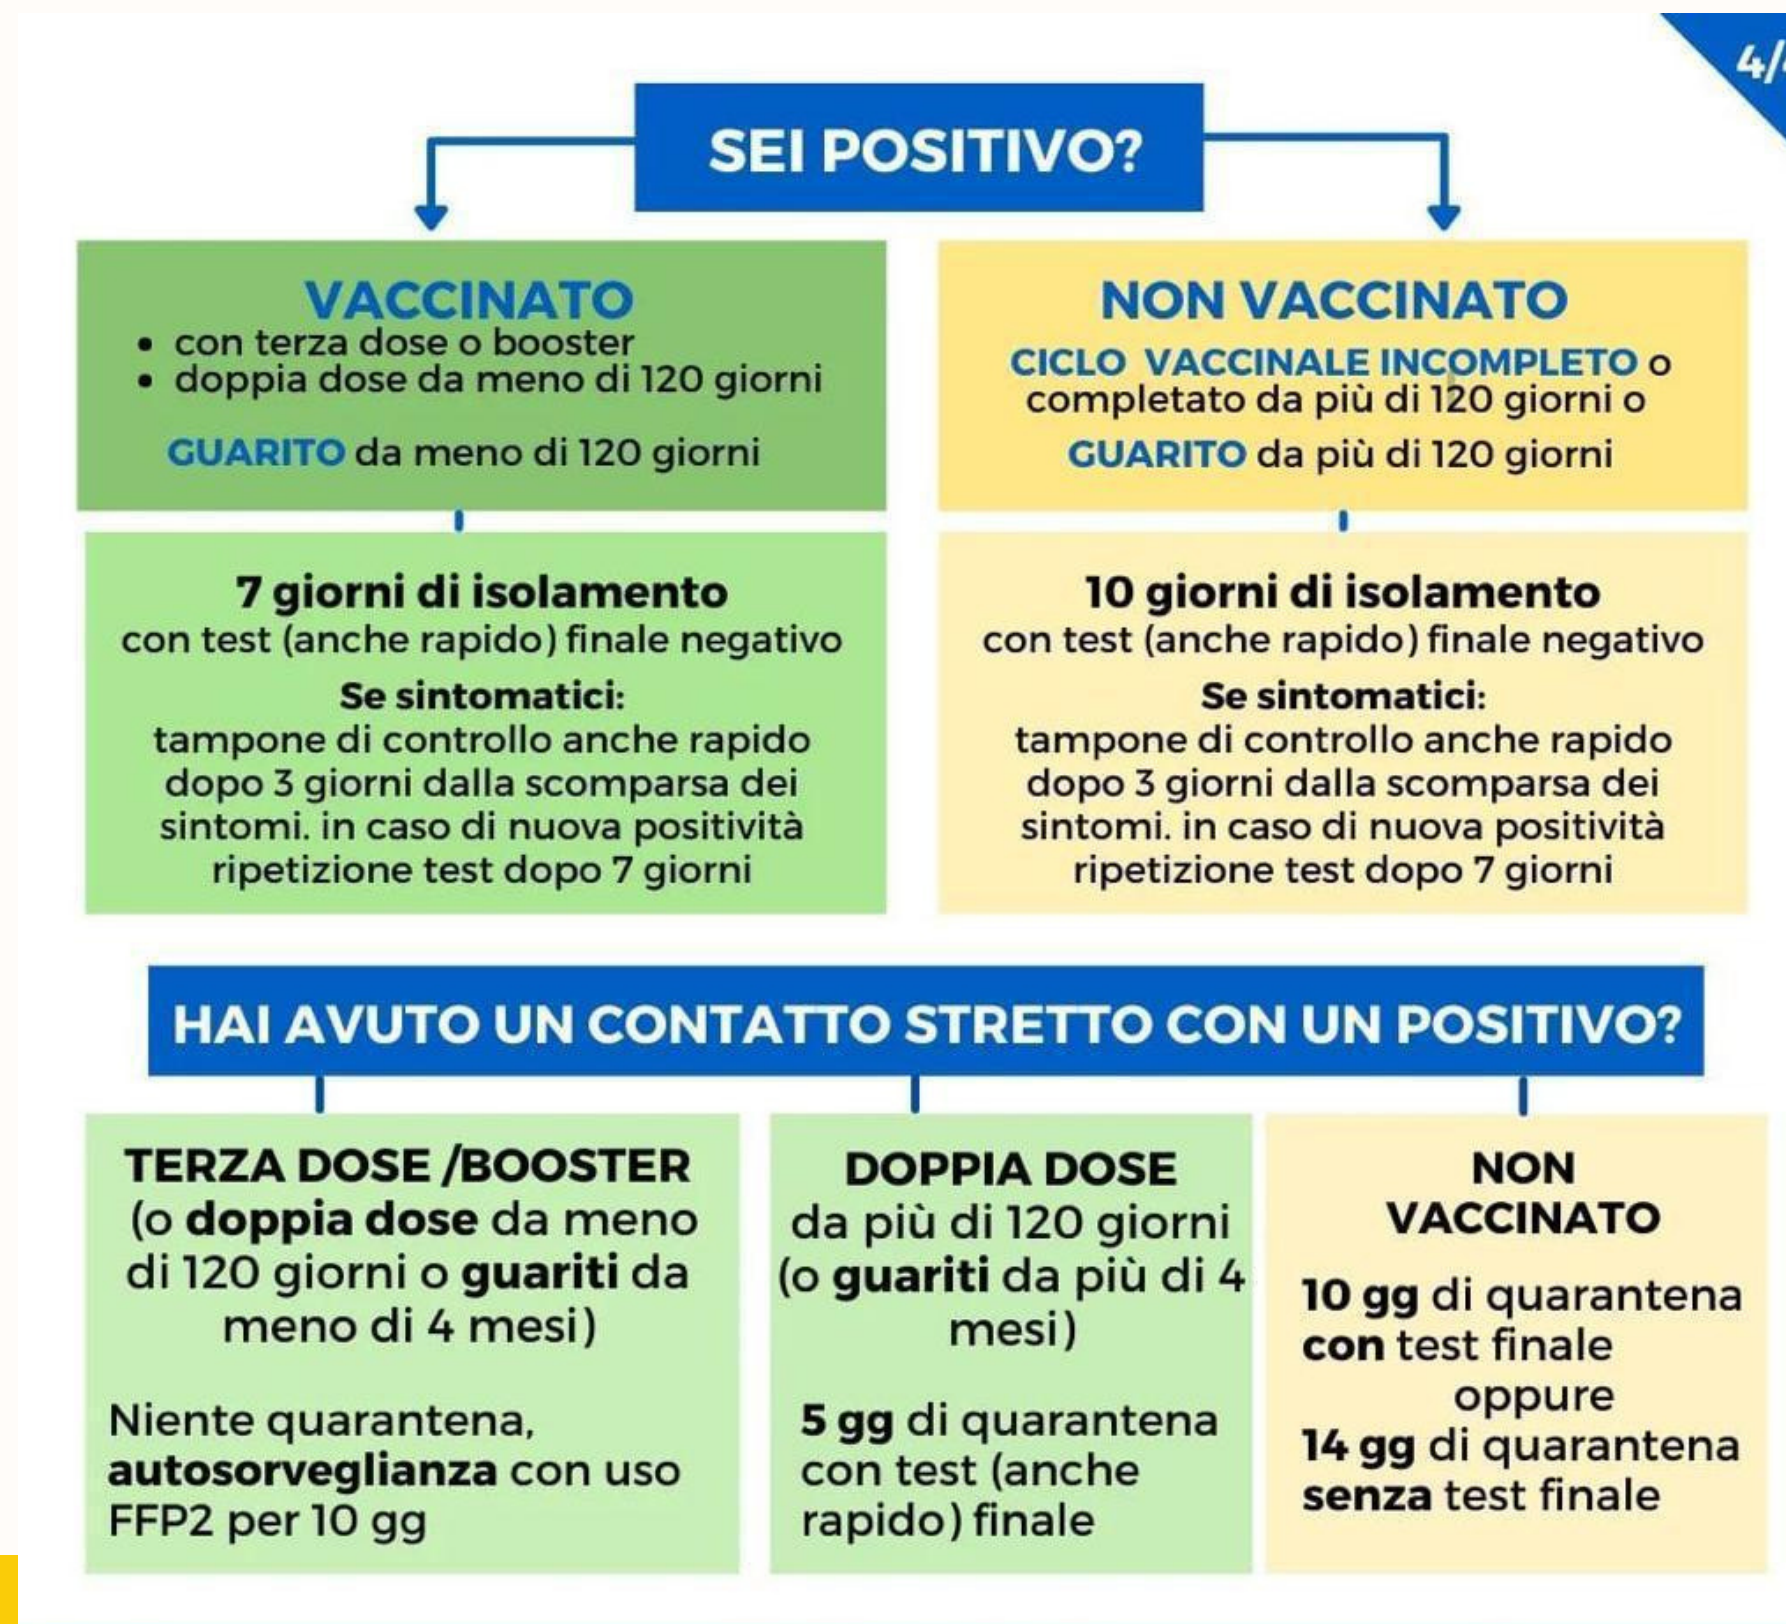 4/
SEI POSITIVO?
VACCINATO
• con terza dose o booster
• doppia dose da meno di 120 giorni
GUARITO da meno di 120 giorni
7 giorni di isolamento
con test (anche rapido) finale negativo
Se sintomatici:
tampone di controllo anche rapido
dopo 3 giorni dalla scomparsa dei
sintomi. in caso di nuova positività
ripetizione test dopo 7 giorni
NON VACCINATO
CICLO VACCINALE INCOMPLETO o
completato da più di 120 giorni o
GUARITO da più di 120 giorni
10 giorni di isolamento
con test (anche rapido) finale negativo
Se sintomatici:
tampone di controllo anche rapido
dopo 3 giorni dalla scomparsa dei
sintomi. in caso di nuova positività
ripetizione test dopo 7 giorni
HAI AVUTO UN CONTATTO STRETTO CON UN POSITIVO?
TERZA DOSE /BOOSTER
(o doppia dose da meno
di 120 giorni o guariti da
meno di 4 mesi)
Niente quarantena,
autosorveglianza con uso
FFP2 per 10 gg
DOPPIA DOSE
da più di 120 giorni
(o guariti da più di 4
mesi)
5 gg di quarantena
con test (anche
rapido) finale
NON
VACCINATO
10 gg di quarantena
con test finale
oppure
14 gg di quarantena
senza test finale